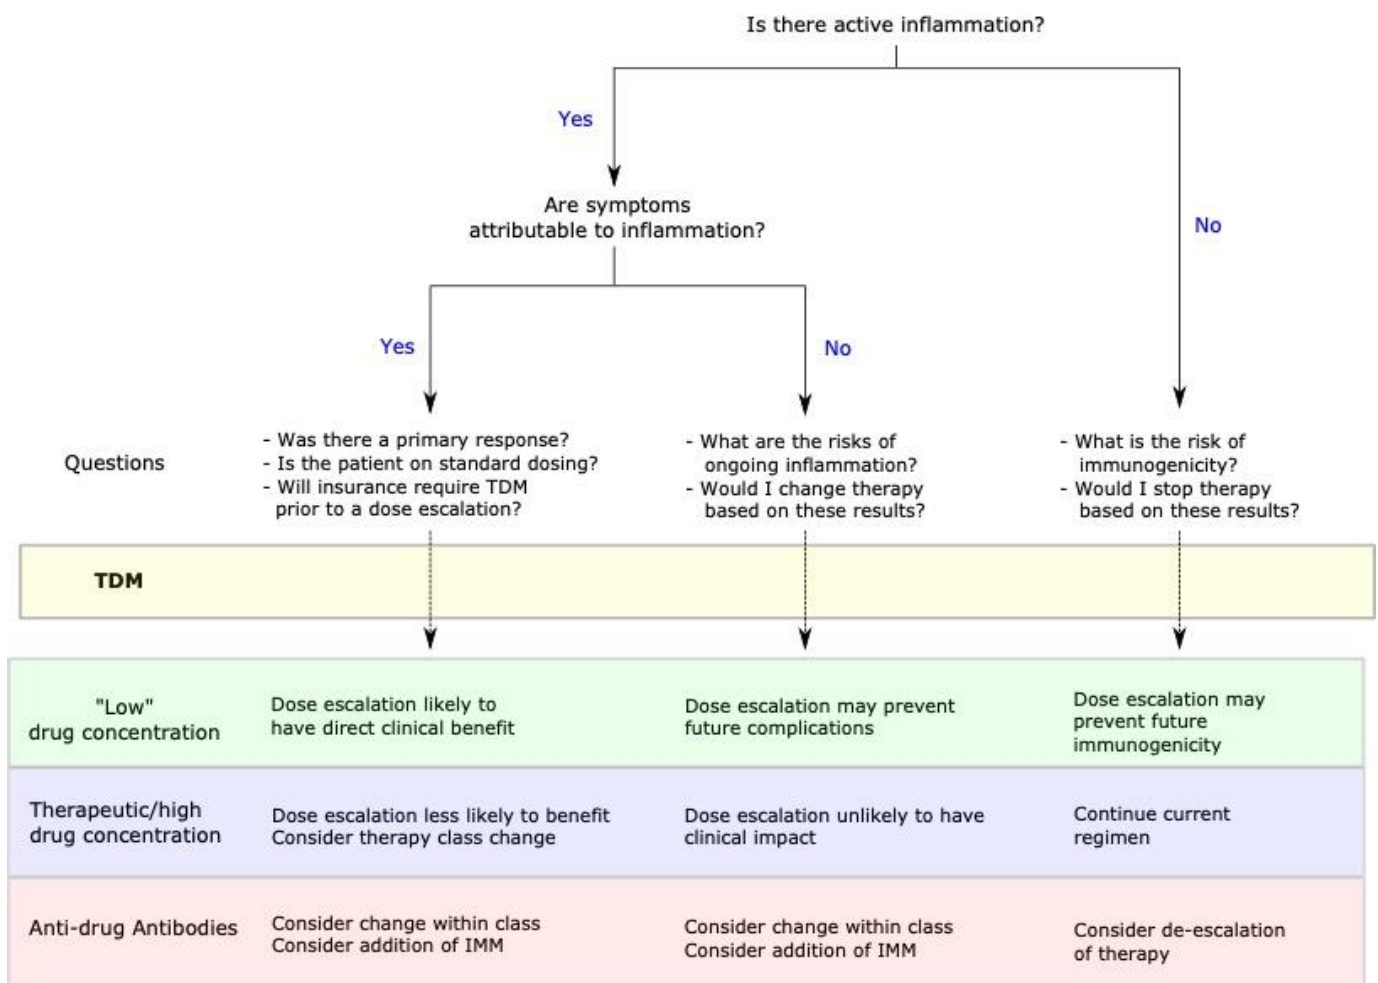 Is there active inflammation?
Yes
No
Are symptoms
attributable to inflammation?
Yes
No
Questions
- Was there a primary response?
- Is the patient on standard dosing?
- Will insurance require TDM
prior to a dose escalation?
- What are the risks of
ongoing inflammation?
- Would I change therapy
based on these results?
- What is the risk of
immunogenicity?
- Would I stop therapy
based on these results?
TDM
"Low"
drug concentration
Dose escalation likely to
have direct clinical benefit
Dose escalation may prevent
future complications
Dose escalation may
prevent future
immunogenicity
Therapeutic/high
drug concentration
Dose escalation less likely to benefit
Consider therapy class change
Dose escalation unlikely to have
clinical impact
Continue current
regimen
Anti-drug Antibodies
Consider change within class
Consider addition of IMM
Consider change within class
Consider addition of IMM
Consider de-escalation
of therapy